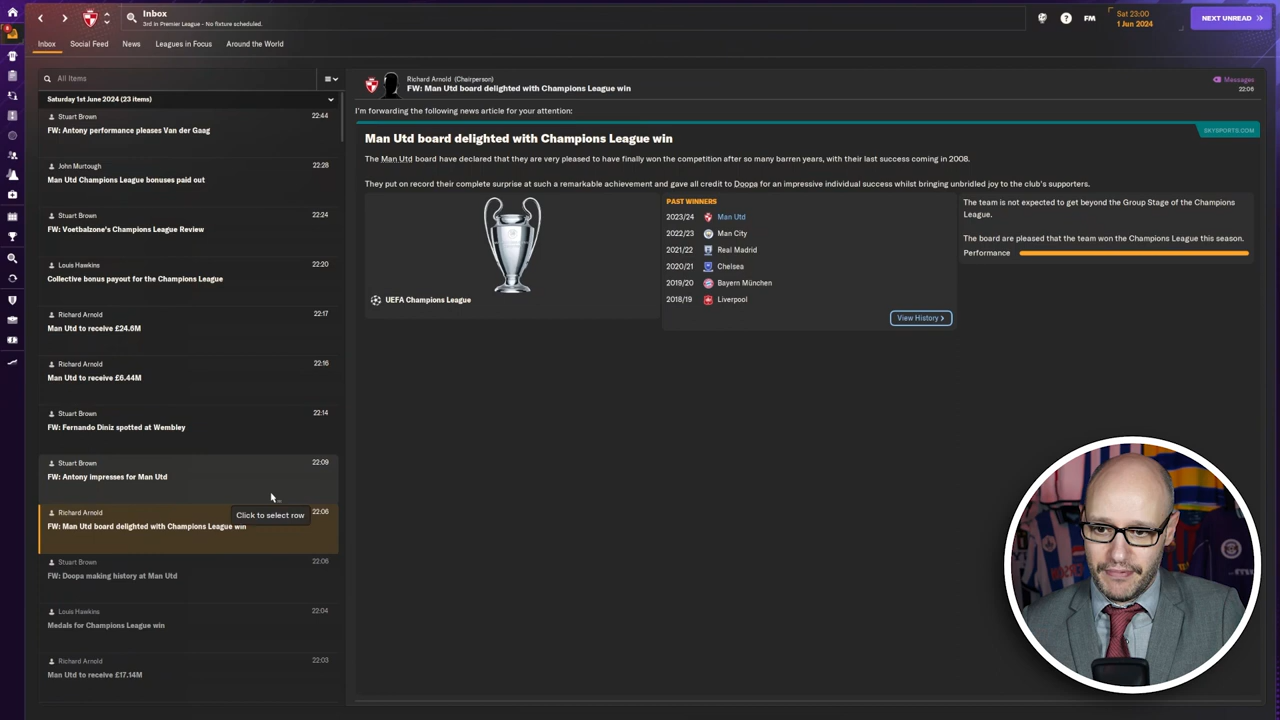 Inbox
3rd in Premier League - No fixture scheduled.
FM
Sat 23:00
1 Jun 2024
NEXT UNREAD
Inbox
Social Feed
News
Leagues in Focus
Around the World
All Items
Saturday 1st June 2024 (23 items)
Stuart Brown
22:44
FW: Antony performance pleases Van der Gaag
John Murtough
22:28
Man Utd Champions League bonuses paid out
Stuart Brown
22:24
FW: Voetbalzone's Champions League Review
Louis Hawkins
22:20
Collective bonus payout for the Champions League
Richard Arnold
22:17
Man Utd to receive £24.6M
Richard Arnold
22:16
Man Utd to receive £6.44M
Stuart Brown
22:14
FW: Fernando Diniz spotted at Wembley
Stuart Brown
22:09
FW: Antony impresses for Man Utd
Richard Arnold
22:06
Click to select row
FW: Man Utd board delighted with Champions League win
Stuart Brown
22:06
FW: Doopa making history at Man Utd
Louis Hawkins
22:04
Medals for Champions League win
Richard Arnold
22:03
Man Utd to receive £17.14M
Richard Arnold (Chairperson)
FW: Man Utd board delighted with Champions League win
Messages
22:06
I'm forwarding the following news article for your attention:
SKYSPORTS.COM
Man Utd board delighted with Champions League win
The Man Utd board have declared that they are very pleased to have finally won the competition after so many barren years, with their last success coming in 2008.
They put on record their complete surprise at such a remarkable achievement and gave all credit to Doopa for an impressive individual success whilst bringing unbridled joy to the club's supporters.
UEFA Champions League
PAST WINNERS
2023/24 Man Utd
2022/23 Man City
2021/22 Real Madrid
2020/21 Chelsea
2019/20 Bayern München
2018/19 Liverpool
View History
The team is not expected to get beyond the Group Stage of the Champions
League.
The board are pleased that the team won the Champions League this season.
Performance